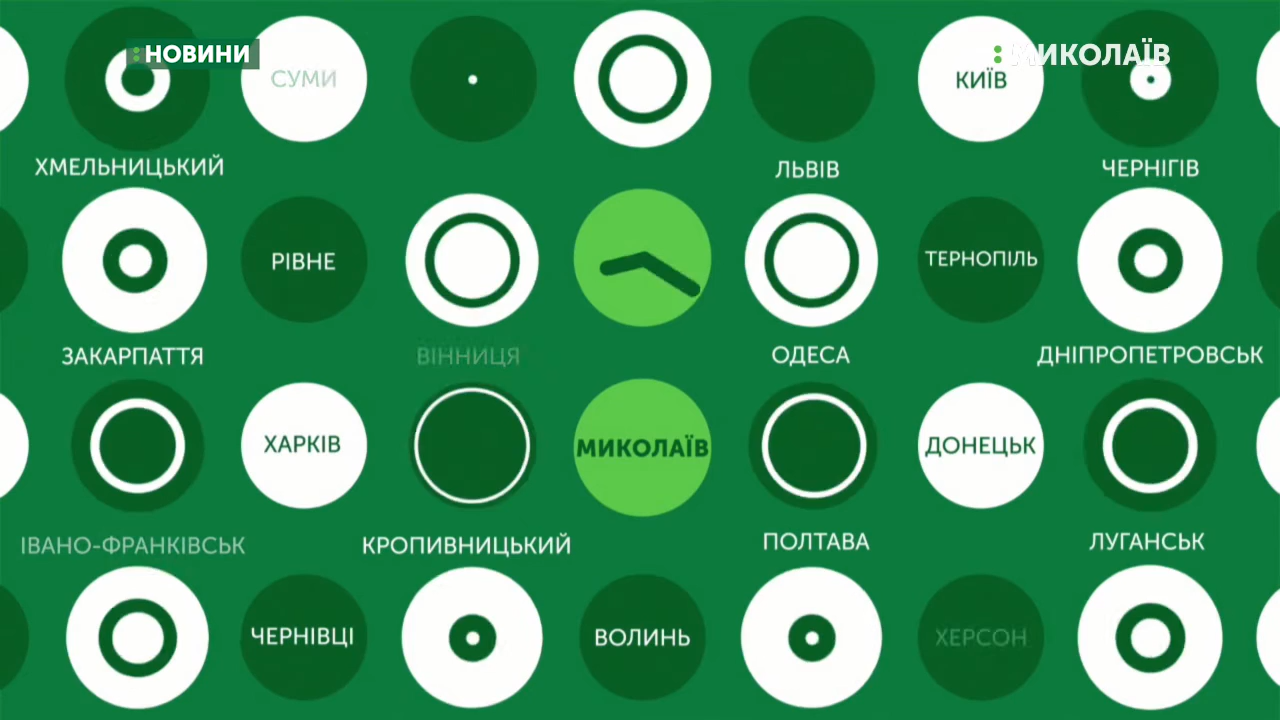 НОВИНИ
МИКОЛАЇВ
СУМИ
КИЇВ
ХМЕЛЬНИЦЬКИЙ
ЛЬВІВ
ЧЕРНІГІВ
РІВНЕ
ТЕРНОПІЛЬ
ЗАКАРПАТТЯ
ВІННИЦЯ
ОДЕСА
ДНІПРОПЕТРОВСЬК
ХАРКІВ
МИКОЛАЇВ
ДОНЕЦЬК
ІВАНО-ФРАНКІВСЬК
КРОПИВНИЦЬКИЙ
ПОЛТАВА
ЛУГАНСЬК
ЧЕРНІВЦІ
ВОЛИНЬ
ХЕРСОН